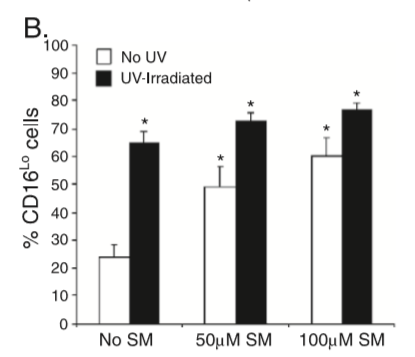 B.
100
90
80
70
60
50
40
30
20
10
0
% CD16Lo cells
No UV
UV-Irradiated
*
*
*
*
*
No SM
50μM SM
100μM SM